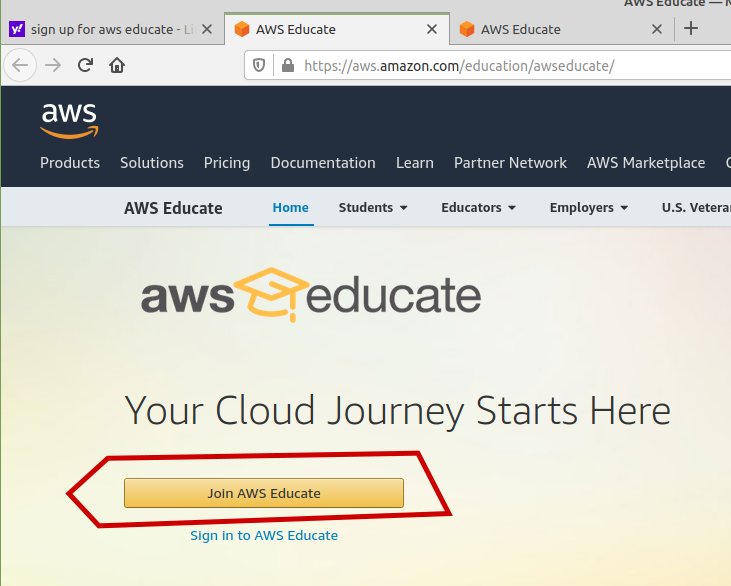 AWS Educate —
sign up for aws educate - Li
AWS Educate
AWS Educate
https://aws.amazon.com/education/awseducate/
aws
Products Solutions Pricing Documentation Learn Partner Network AWS Marketplace
AWS Educate Home Students Educators Employers U.S. Vetera
aws educate
Your Cloud Journey Starts Here
Join AWS Educate
Sign in to AWS Educate